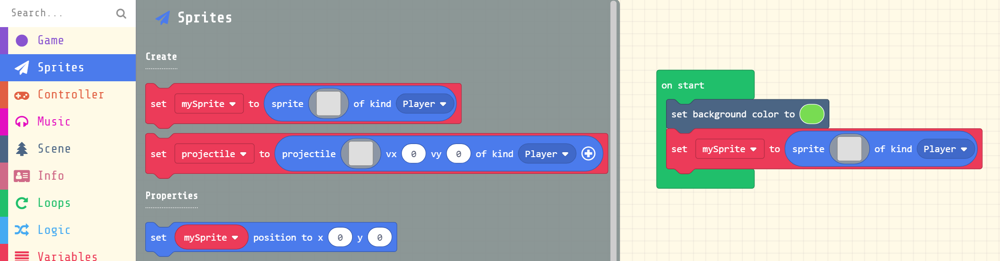 Search...
Game
Sprites
Controller
Music
Scene
Info
Loops
Logic
Variables
Sprites
Create
set mySprite to sprite of kind Player
set projectile to projectile vx 0 vy 0 of kind Player
Properties
set mySprite position to x 0 y 0
on start
set background color to
set mySprite to sprite of kind Player